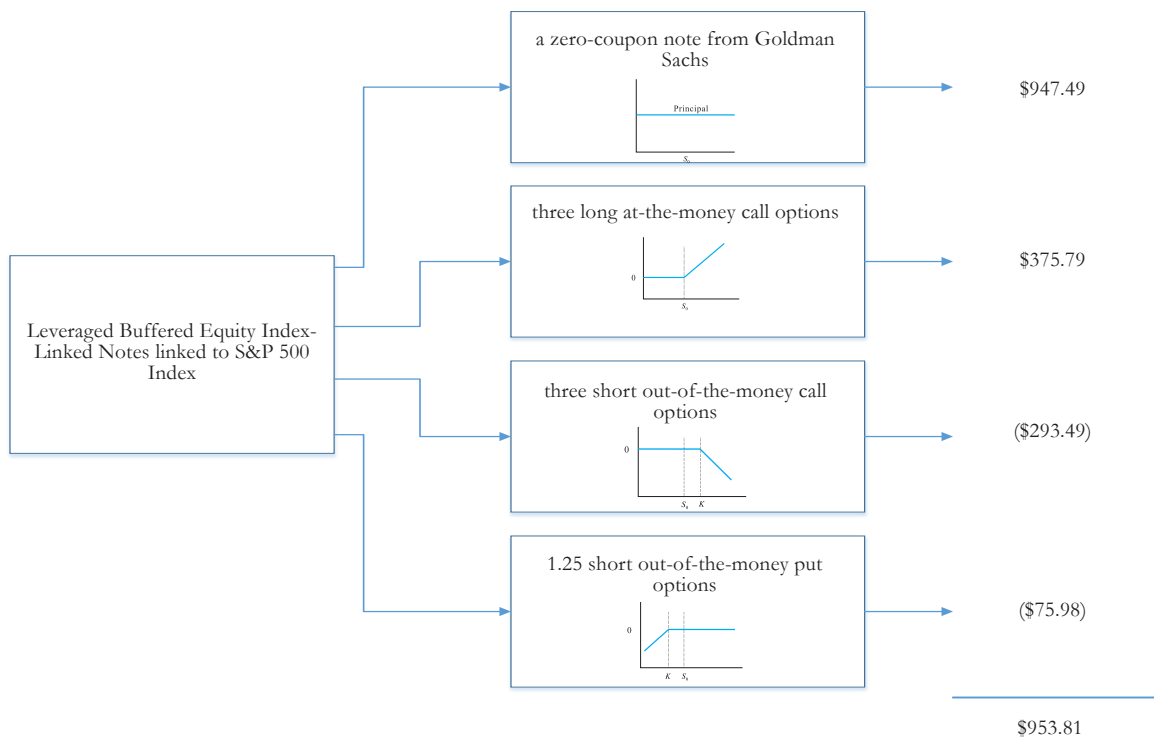 Leveraged Buffered Equity Index-
Linked Notes linked to S&P 500
Index
a zero-coupon note from Goldman
Sachs
Principal
S₀
$947.49
three long at-the-money call options
0
S₀
$375.79
three short out-of-the-money call
options
0
S₀ K
($293.49)
1.25 short out-of-the-money put
options
0
K S₀
($75.98)
$953.81